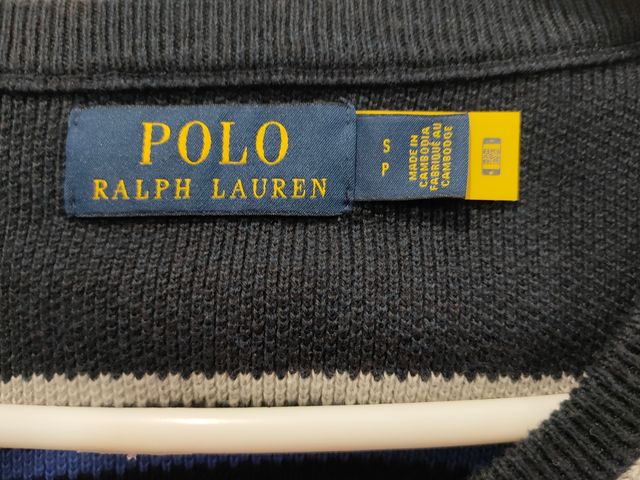 POLO
RALPH LAUREN
S
P
MADE IN
CAMBODIA
FABRIQUÉ AU
CAMBODGE